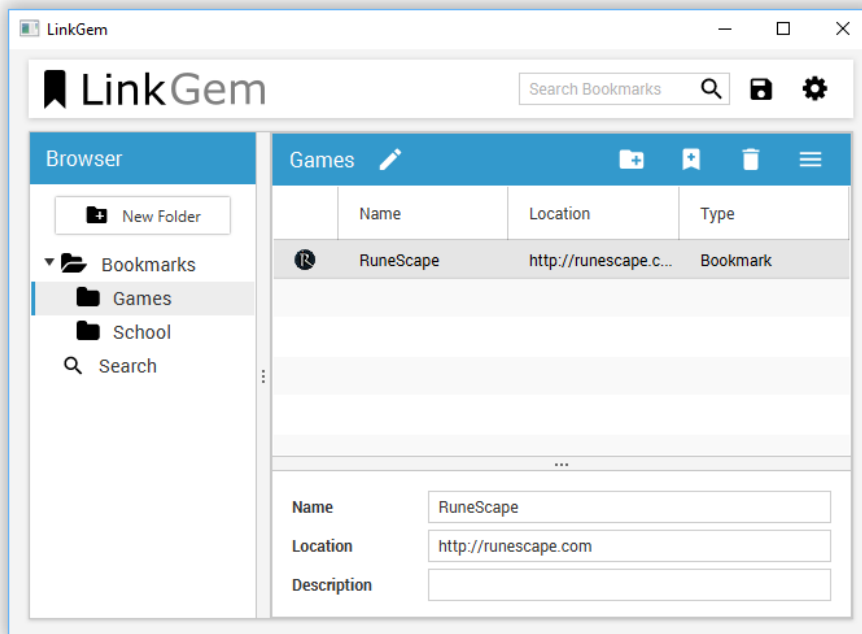 LinkGem
LinkGem
Search Bookmarks
Browser
Games
New Folder
Name Location Type
Bookmarks
RuneScape http://runescape.c... Bookmark
Games
School
Search
Name RuneScape
Location http://runescape.com
Description